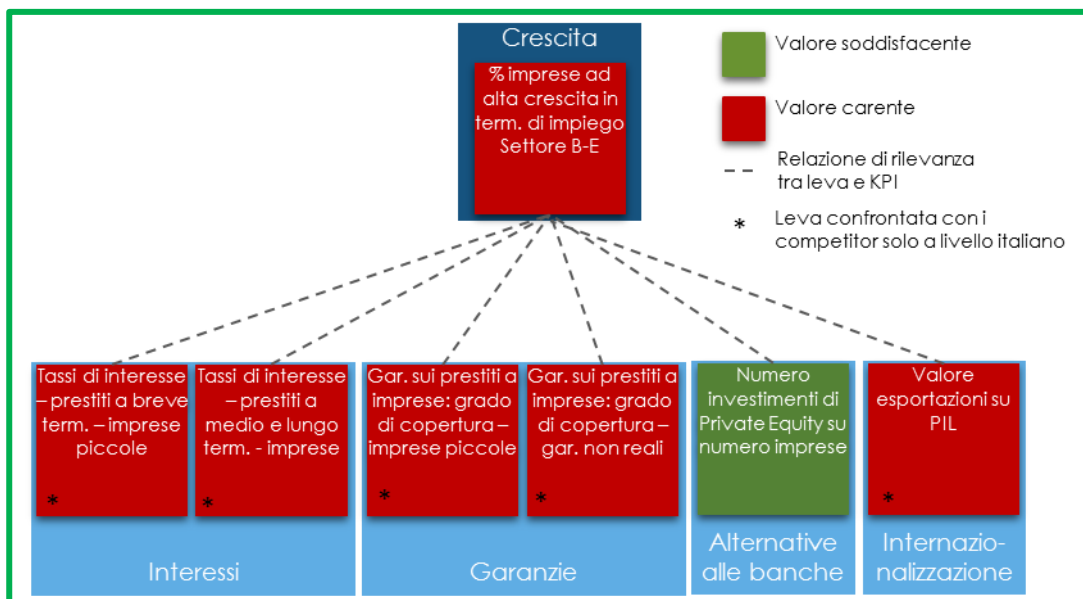 Crescita
% imprese ad
alta crescita in
term. di impiego
Settore B-E
Valore soddisfacente
Valore carente
Relazione di rilevanza
tra leva e KPI
*
Leva confrontata con i
competitor solo a livello italiano
Tassi di interesse
– prestiti a breve
term. – imprese
piccole
*
Tassi di interesse
– prestiti a
medio e lungo
term. - imprese
*
Gar. sui prestiti a
imprese: grado
di copertura –
imprese piccole
*
Gar. sui prestiti a
imprese: grado
di copertura –
gar. non reali
*
Numero
investimenti di
Private Equity su
numero imprese
Valore
esportazioni su
PIL
*
Interessi
Garanzie
Alternative
alle banche
Internazio-
nalizzazione